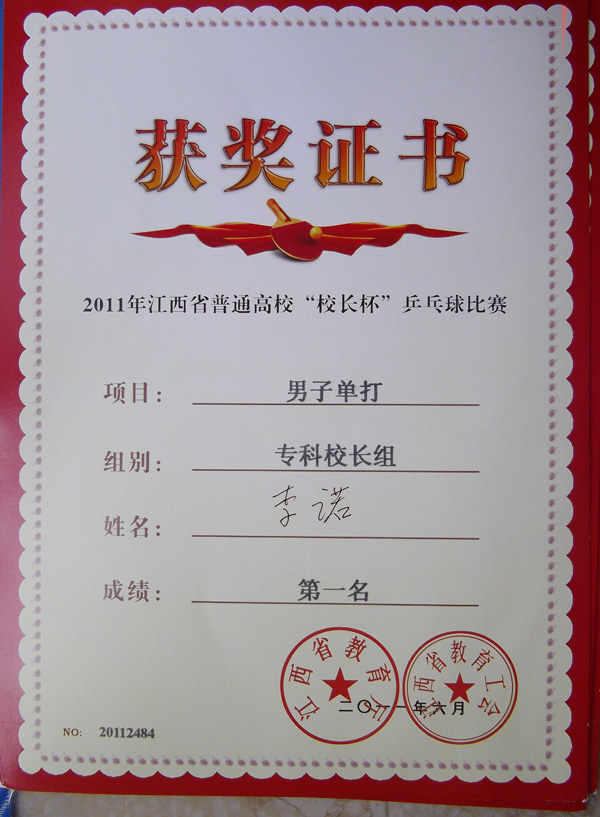 获奖证书
2011年江西省普通高校“校长杯”乒乓球比赛
项目： 男子单打
组别： 专科校长组
姓名： 李诺
成绩： 第一名
江西省教育厅
江西省教育工会
二〇一一年六月
NO: 20112484